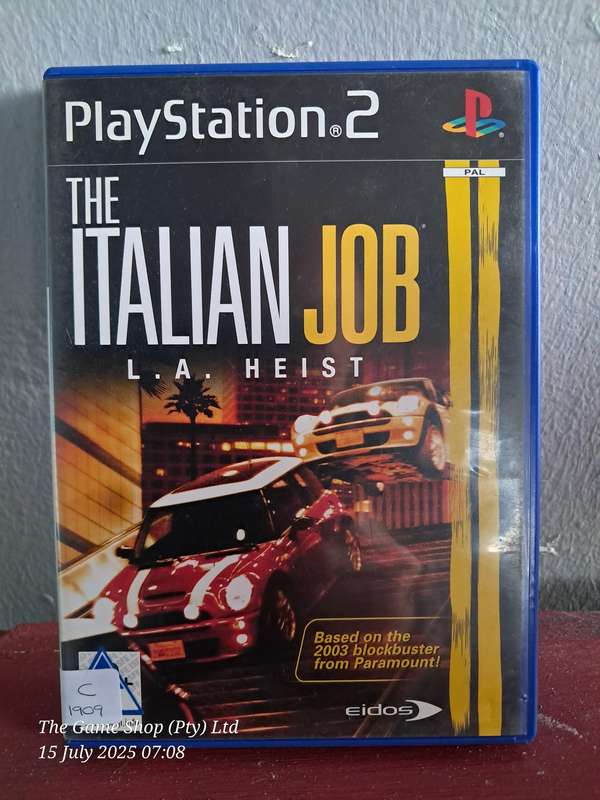 PlayStation®2
PAL
THE
ITALIAN JOB
L.A. HEIST
Based on the
2003 blockbuster
from Paramount!
eidos
C
1909
The Game Shop (Pty) Ltd
15 July 2025 07:08